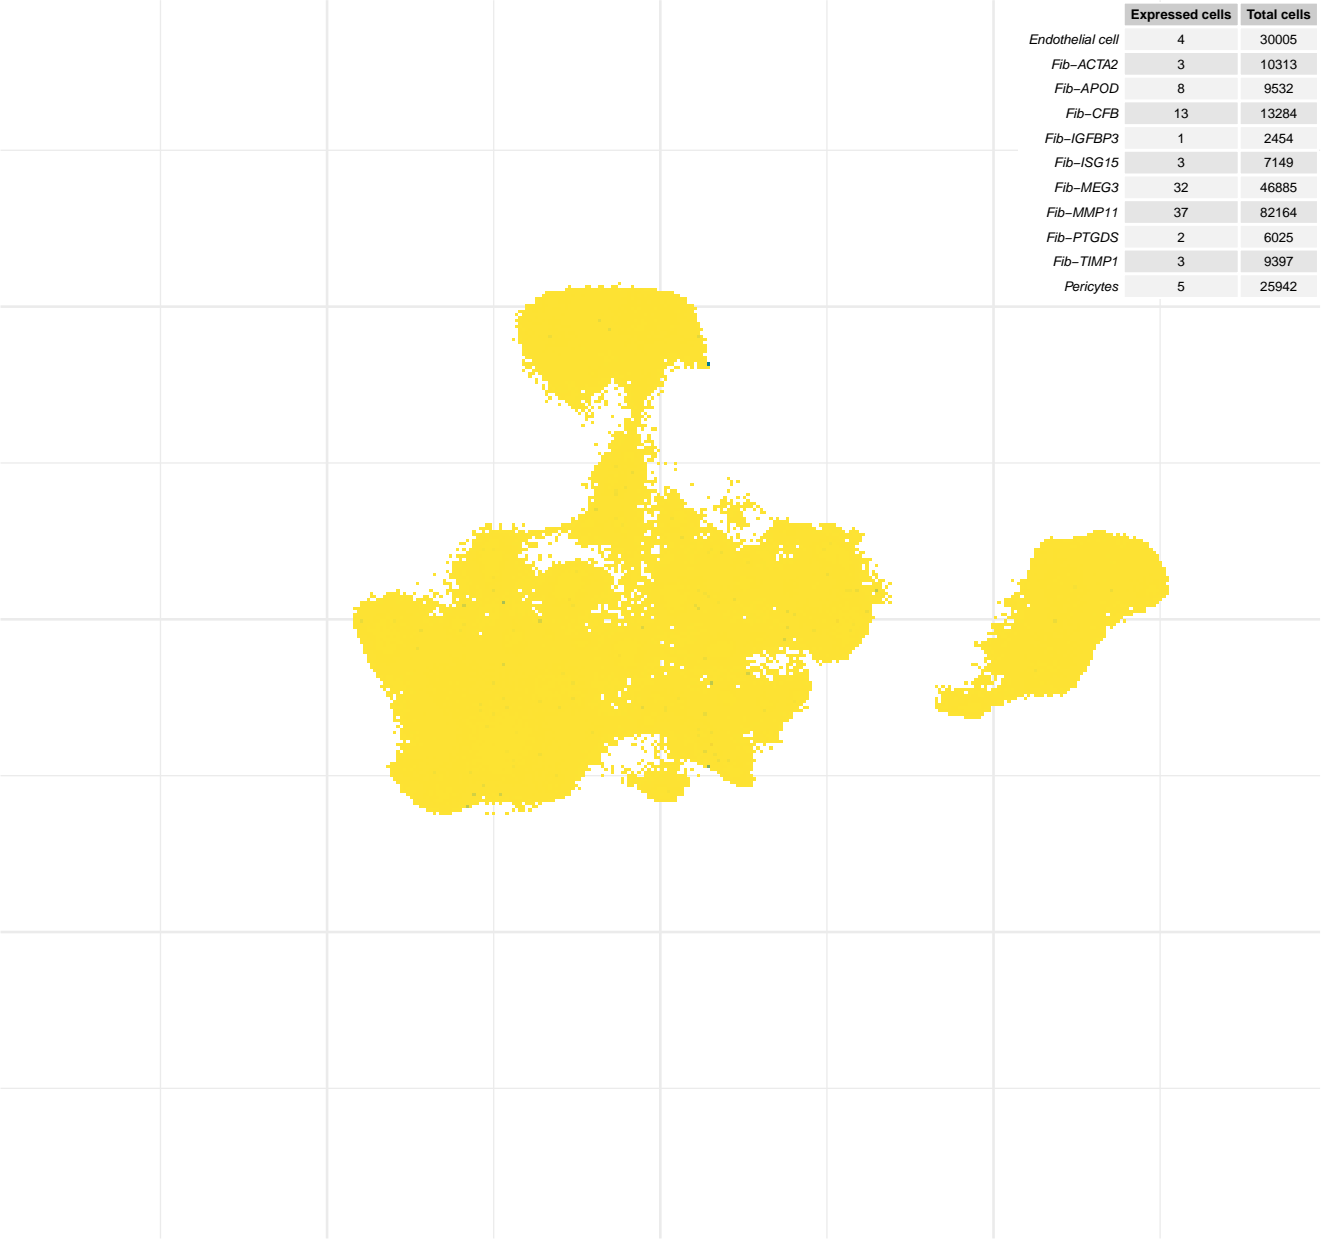 Expressed cells Total cells
Endothelial cell 4 30005
Fib−ACTA2 3 10313
Fib−APOD 8 9532
Fib−CFB 13 13284
Fib−IGFBP3 1 2454
Fib−ISG15 3 7149
Fib−MEG3 32 46885
Fib−MMP11 37 82164
Fib−PTGDS 2 6025
Fib−TIMP1 3 9397
Pericytes 5 25942